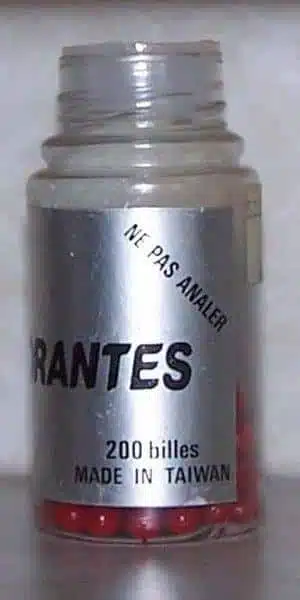 NE PAS ANALER
RANTES
200 billes
MADE IN TAIWAN